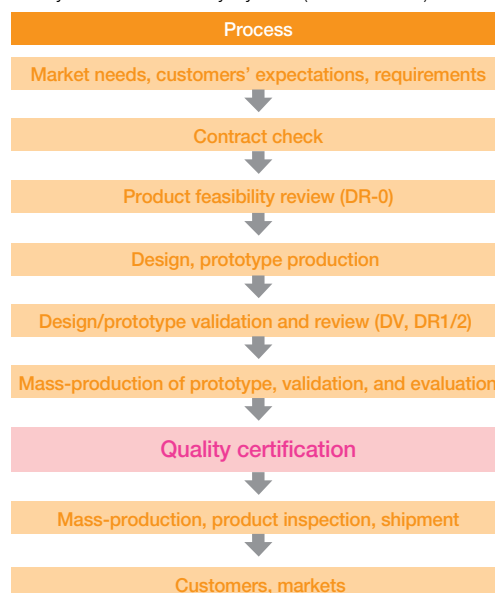 Process
Market needs, customers’ expectations, requirements
Contract check
Product feasibility review (DR-0)
Design, prototype production
Design/prototype validation and review (DV, DR1/2)
Mass-production of prototype, validation, and evaluation
Quality certification
Mass-production, product inspection, shipment
Customers, markets